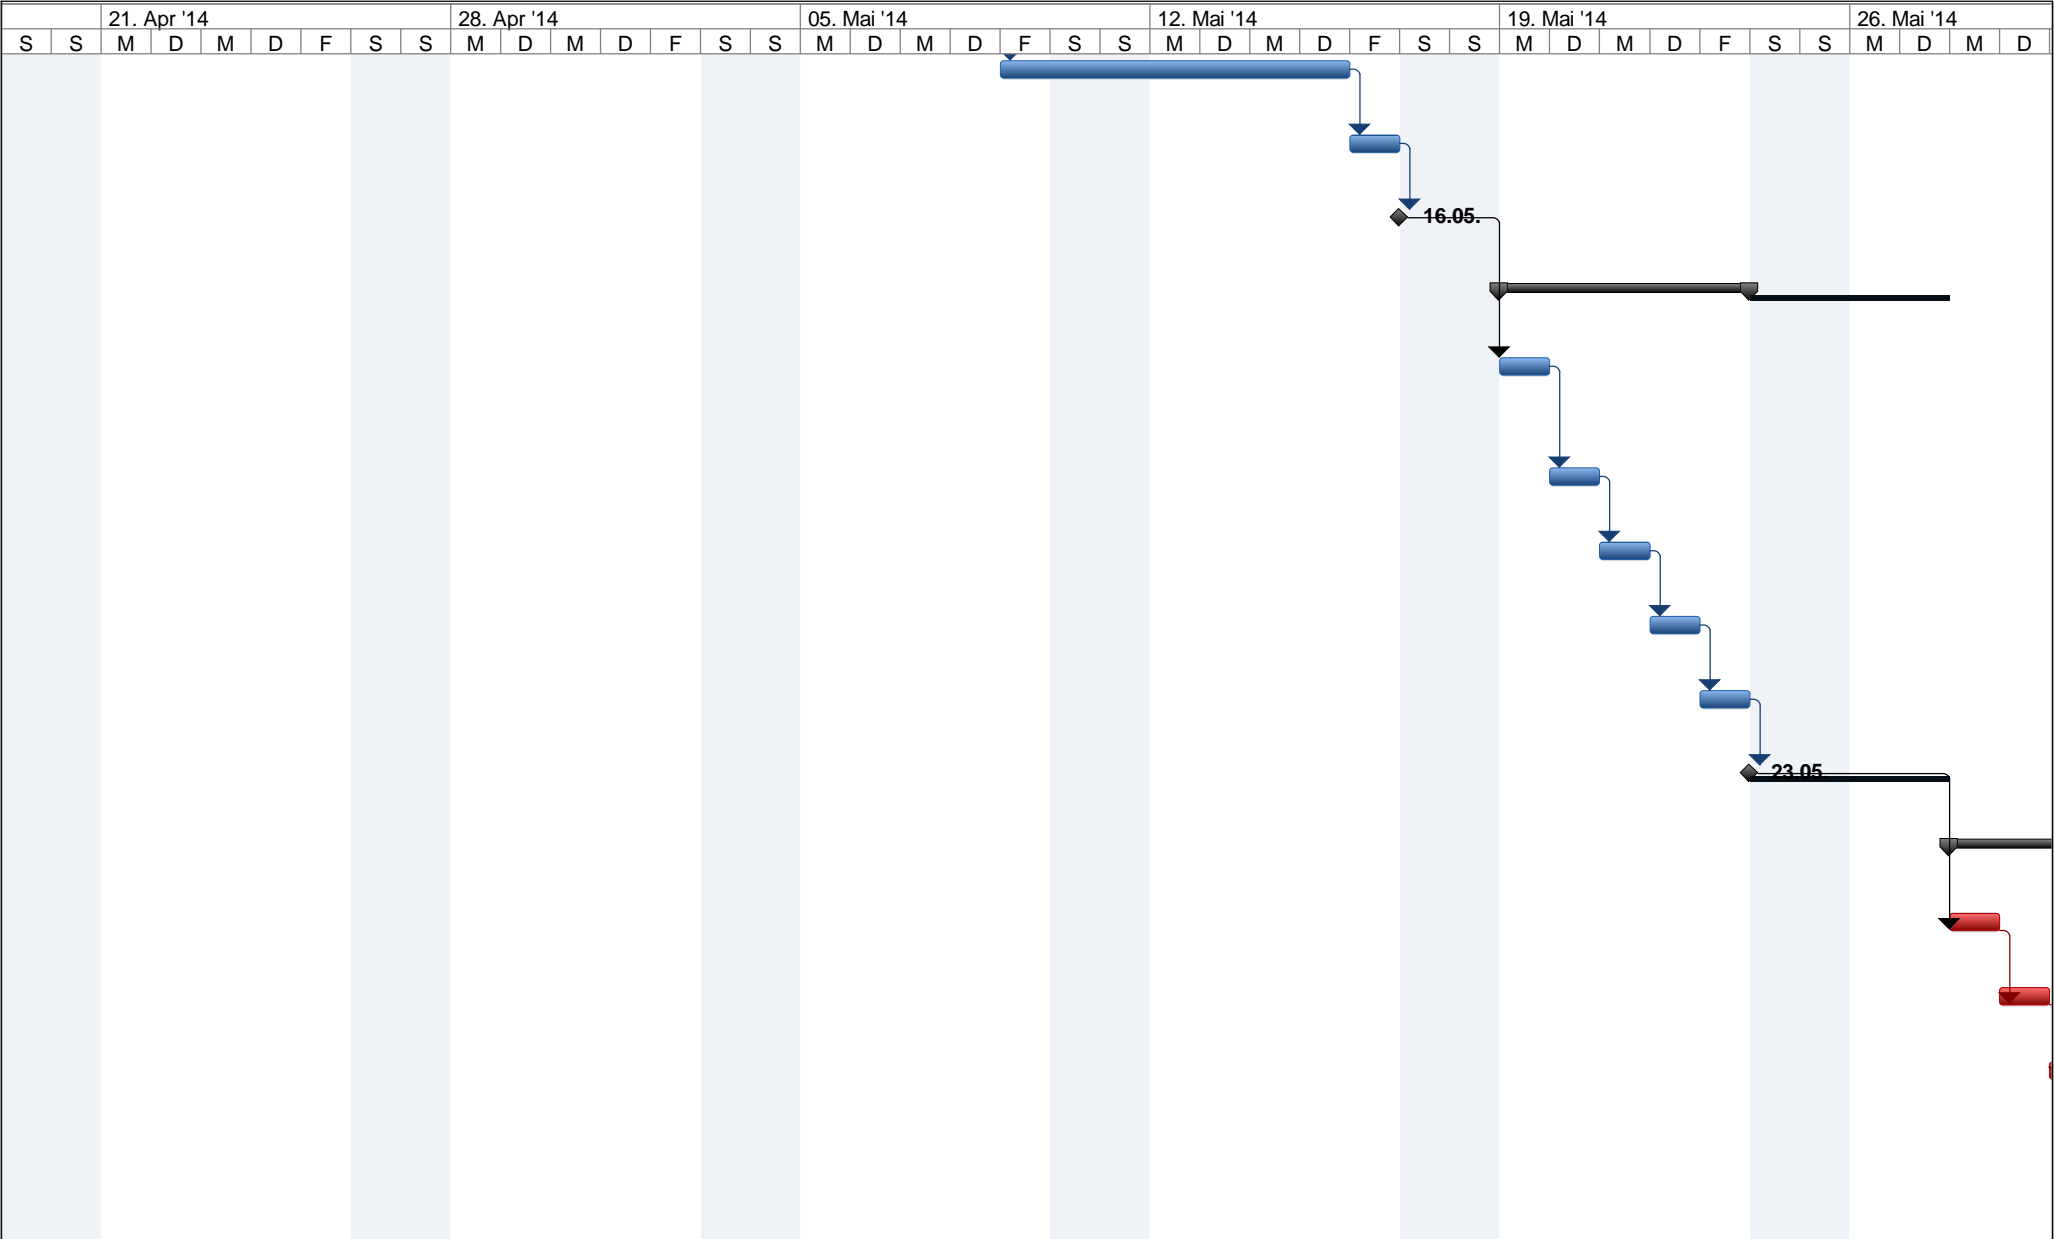 21. Apr '14 28. Apr '14 05. Mai '14 12. Mai '14 19. Mai '14 26. Mai '14
S S M D M D F S S M D M D F S S M D M D F S S M D M D F S S M D M D F S S M D M D
16.05.
23.05.